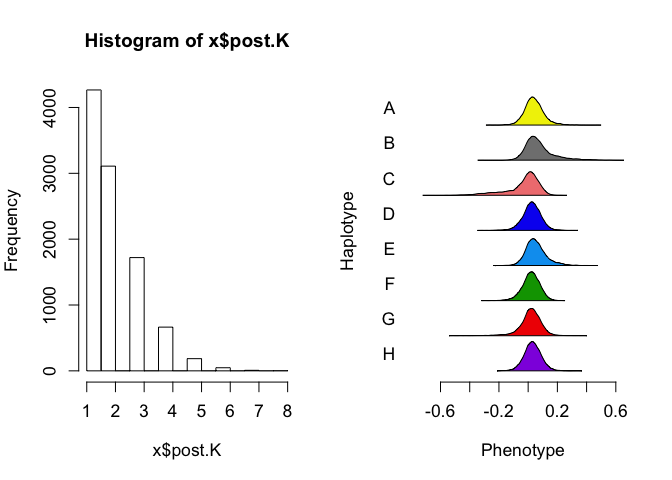 Histogram of x$post.K
Frequency
4000
3000
2000
1000
0
1 2 3 4 5 6 7 8
x$post.K
Haplotype
A
B
C
D
E
F
G
H
-0.6 -0.2 0.2 0.6
Phenotype